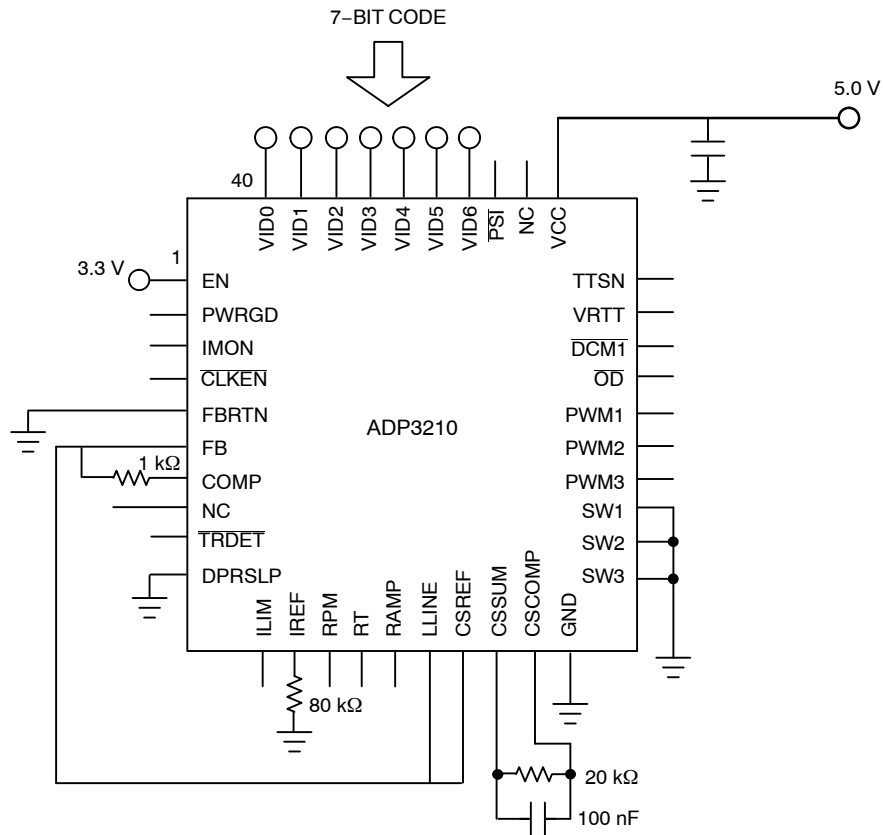 7–BIT CODE
5.0 V
40
VID0
VID1
VID2
VID3
VID4
VID5
VID6
PSI
NC
VCC
3.3 V
1
EN
PWRGD
IMON
CLKEN
FBRTN
FB
1 kΩ
COMP
NC
TRDET
DPRSLP
ADP3210
TTSN
VRTT
DCM1
OD
PWM1
PWM2
PWM3
SW1
SW2
SW3
ILIM
IREF
RPM
RT
RAMP
LLINE
CSREF
CSSUM
CSCOMP
GND
80 kΩ
20 kΩ
100 nF